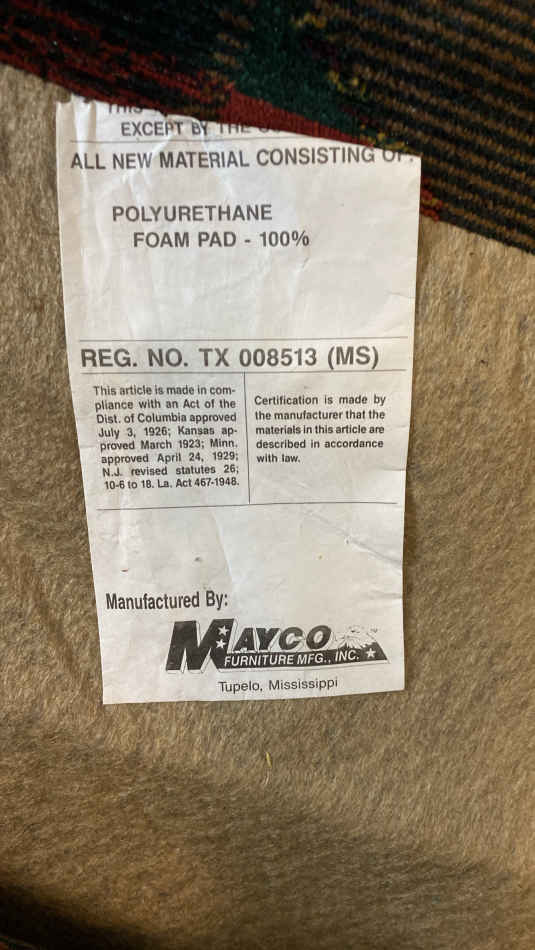 THIS
EXCEPT BY THE
ALL NEW MATERIAL CONSISTING OF:
POLYURETHANE
FOAM PAD - 100%
REG. NO. TX 008513 (MS)
This article is made in com-
pliance with an Act of the
Dist. of Columbia approved
July 3, 1926; Kansas ap-
proved March 1923; Minn.
approved April 24, 1929;
N.J. revised statutes 26;
10-6 to 18. La. Act 467-1948.
Certification is made by
the manufacturer that the
materials in this article are
described in accordance
with law.
Manufactured By:
MAYCO
FURNITURE MFG., INC.
Tupelo, Mississippi